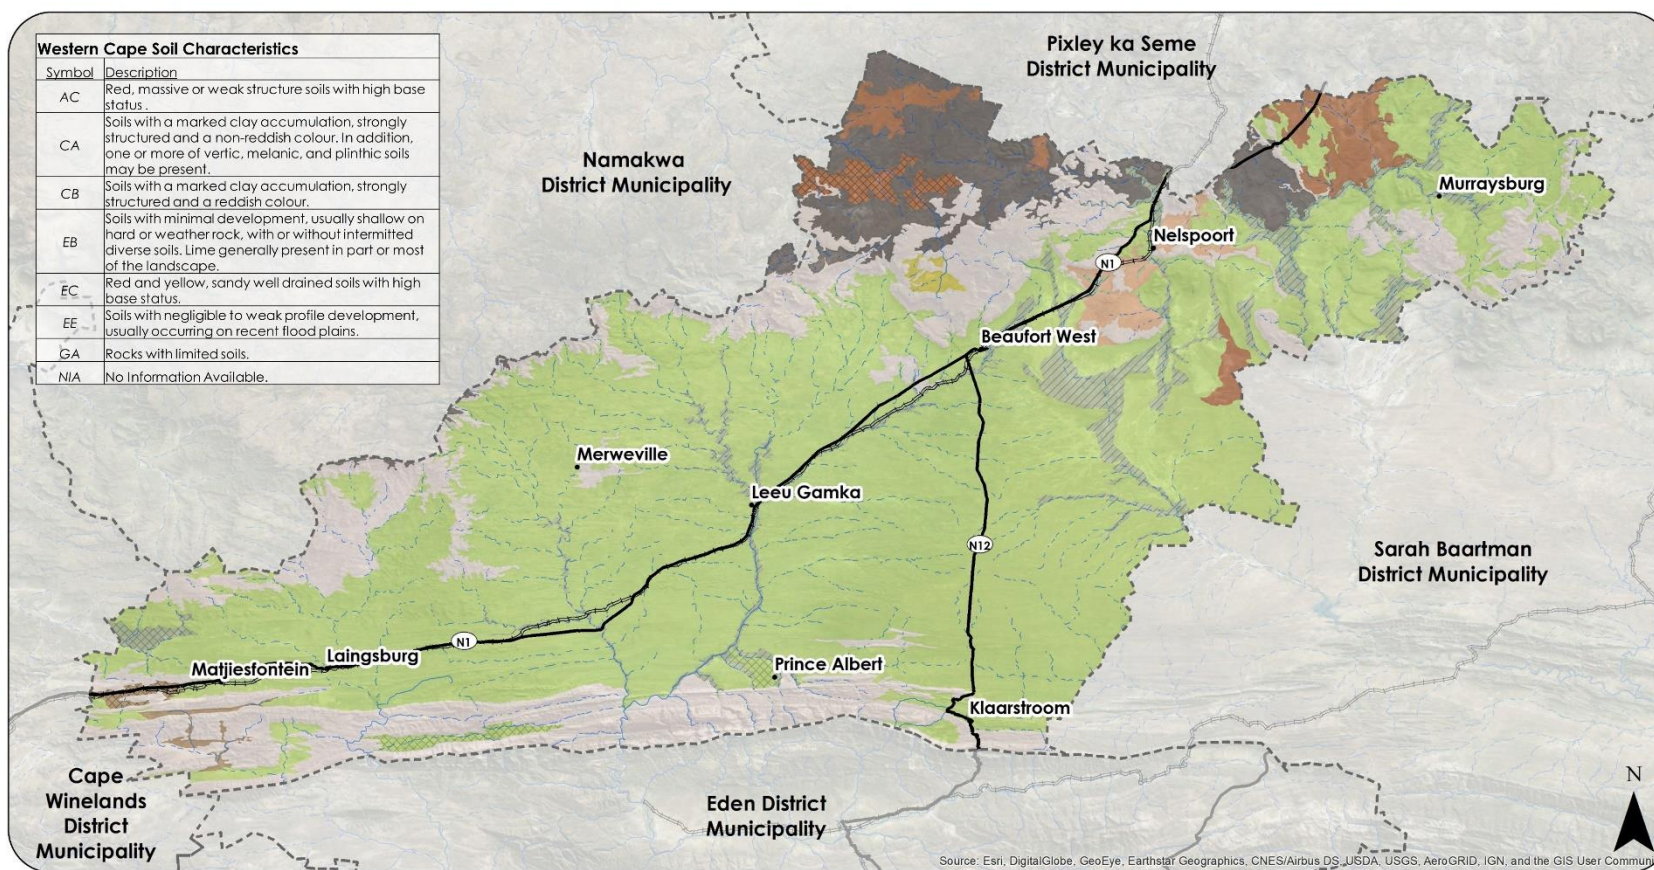 Western Cape Soil Characteristics
Symbol Description
AC Red, massive or weak structure soils with high base
status .
CA Soils with a marked clay accumulation, strongly
structured and a non-reddish colour. In addition,
one or more of vertic, melanic, and plinthic soils
may be present.
CB Soils with a marked clay accumulation, strongly
structured and a reddish colour.
EB Soils with minimal development, usually shallow on
hard or weather rock, with or without intermitted
diverse soils. Lime generally present in part or most
of the landscape.
EC Red and yellow, sandy well drained soils with high
base status.
EE Soils with negligible to weak profile development,
usually occurring on recent flood plains.
GA Rocks with limited soils.
NIA No Information Available.
Pixley ka Seme
District Municipality
Namakwa
District Municipality
Murraysburg
Nelspoort
N1
Beaufort West
Merweville
Leeu Gamka
N12
Sarah Baartman
District Municipality
N1
Laingsburg
Matjiesfontein
Prince Albert
Klaarstroom
Cape
Winelands
District
Municipality
Eden District
Municipality
N
Source: Esri, DigitalGlobe, GeoEye, Earthstar Geographics, CNES/Airbus DS, USDA, USGS, AeroGRID, IGN, and the GIS User Communi